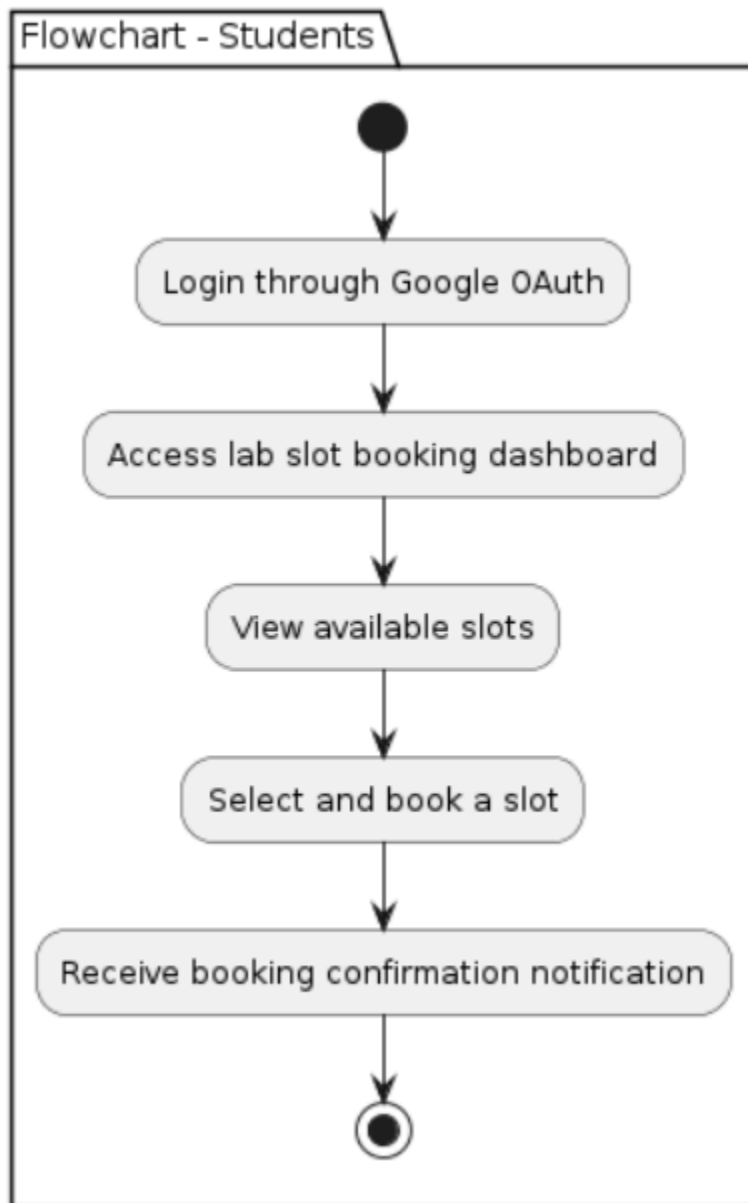 Flowchart - Students
Login through Google OAuth
Access lab slot booking dashboard
View available slots
Select and book a slot
Receive booking confirmation notification